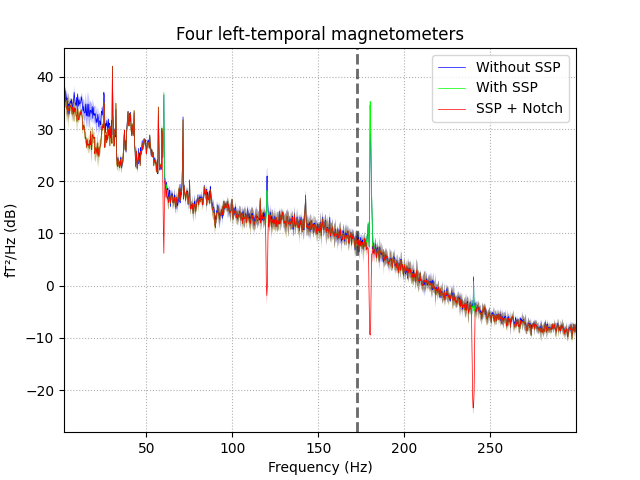 Four left-temporal magnetometers
Without SSP
With SSP
SSP + Notch
40
30
20
10
0
−10
−20
fT²/Hz (dB)
50
100
150
200
250
Frequency (Hz)